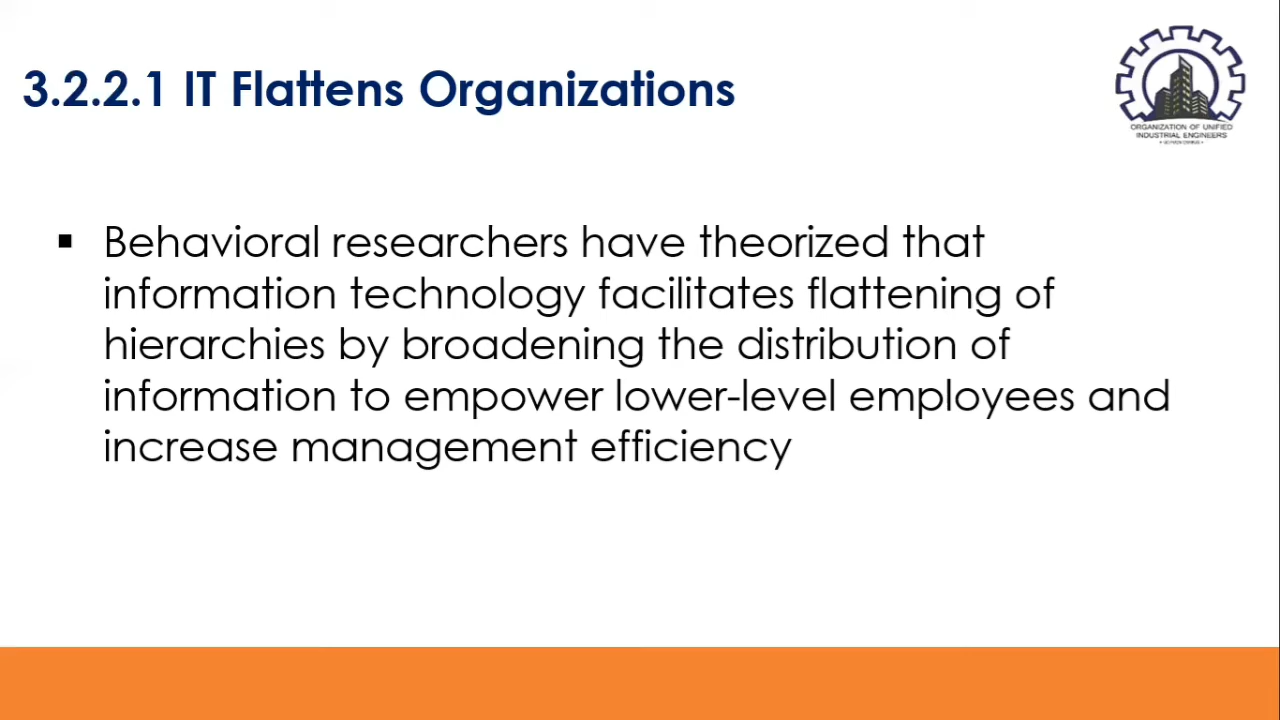 3.2.2.1 IT Flattens Organizations
ORGANIZATION OF UNIFIED
INDUSTRIAL ENGINEERS
▪ Behavioral researchers have theorized that
information technology facilitates flattening of
hierarchies by broadening the distribution of
information to empower lower-level employees and
increase management efficiency